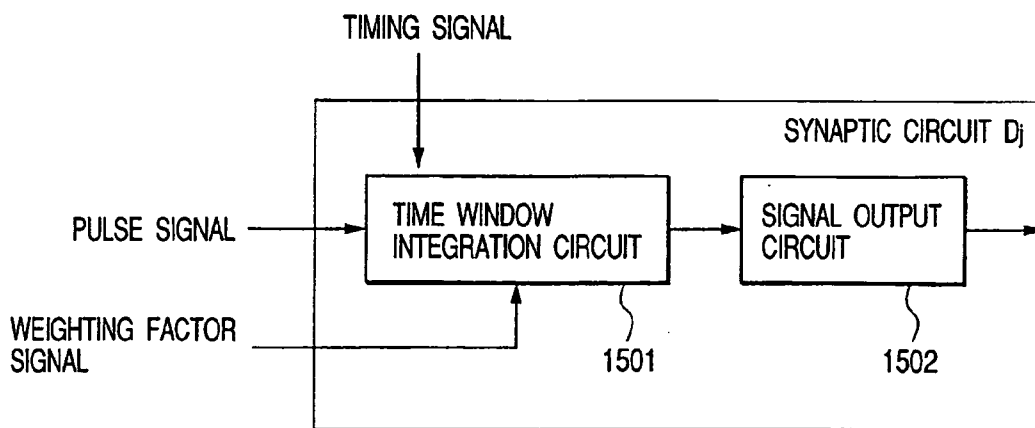 TIMING SIGNAL
SYNAPTIC CIRCUIT Dj
PULSE SIGNAL
TIME WINDOW
INTEGRATION CIRCUIT
SIGNAL OUTPUT
CIRCUIT
WEIGHTING FACTOR
SIGNAL
1501
1502